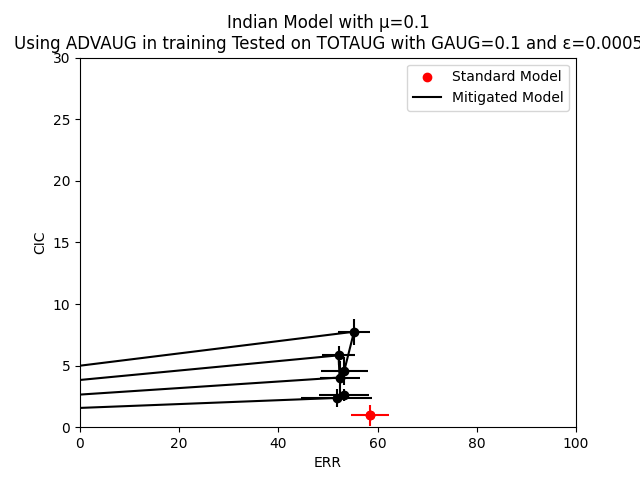 Indian Model with μ=0.1
Using ADVAUG in training Tested on TOTAUG with GAUG=0.1 and ε=0.0005
30
25
20
15
10
5
0
CIC
Standard Model
Mitigated Model
0 20 40 60 80 100
ERR